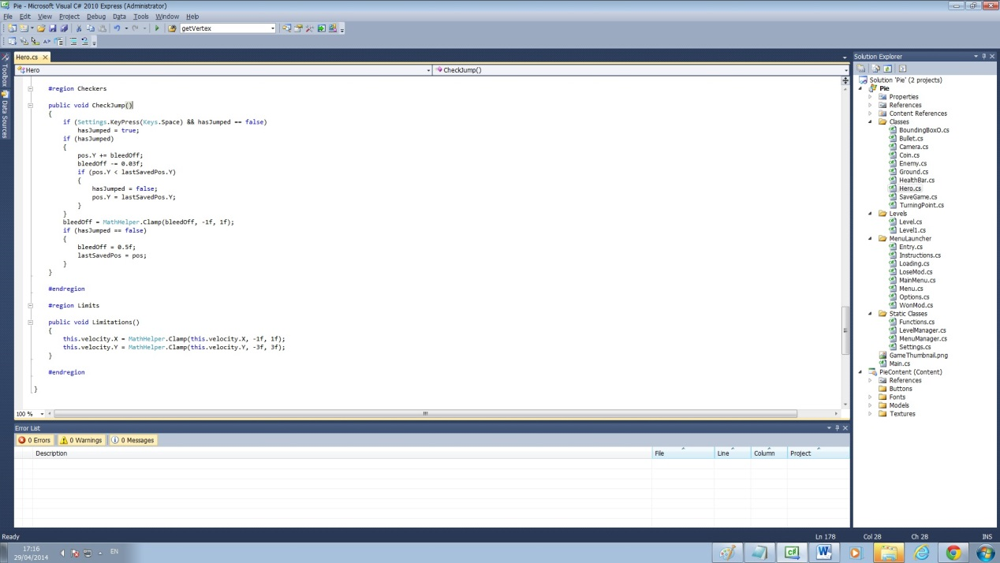 Pie - Microsoft Visual C# 2010 Express (Administrator)
File Edit View Project Debug Data Tools Window Help
getVertex
Toolbox
Data Sources
Hero.cs
Hero
CheckJump()
#region Checkers
public void CheckJump()
{
if (Settings.KeyPress(Keys.Space) && hasJumped == false)
hasJumped = true;
if (hasJumped)
{
pos.Y += bleedOff;
bleedOff -= 0.03f;
if (pos.Y < lastSavedPos.Y)
{
hasJumped = false;
pos.Y = lastSavedPos.Y;
}
}
bleedOff = MathHelper.Clamp(bleedOff, -1f, 1f);
if (hasJumped == false)
{
bleedOff = 0.5f;
lastSavedPos = pos;
}
}
#endregion
#region Limits
public void Limitations()
{
this.velocity.X = MathHelper.Clamp(this.velocity.X, -1f, 1f);
this.velocity.Y = MathHelper.Clamp(this.velocity.Y, -3f, 3f);
}
#endregion
}
100 %
Solution Explorer
Solution 'Pie' (2 projects)
Pie
Properties
References
Content References
Classes
BoundingBoxO.cs
Bullet.cs
Camera.cs
Coin.cs
Enemy.cs
Ground.cs
HealthBar.cs
Hero.cs
SaveGame.cs
TurningPoint.cs
Levels
Level.cs
Level1.cs
MenuLauncher
Entry.cs
Instructions.cs
Loading.cs
LoseMod.cs
MainMenu.cs
Menu.cs
Options.cs
WonMod.cs
Static Classes
Functions.cs
LevelManager.cs
MenuManager.cs
Settings.cs
GameThumbnail.png
Main.cs
PieContent (Content)
References
Buttons
Fonts
Models
Textures
Error List
0 Errors 0 Warnings 0 Messages
Description File Line Column Project
Ready Ln 178 Col 28 Ch 28 INS
17:16
29/04/2014
EN